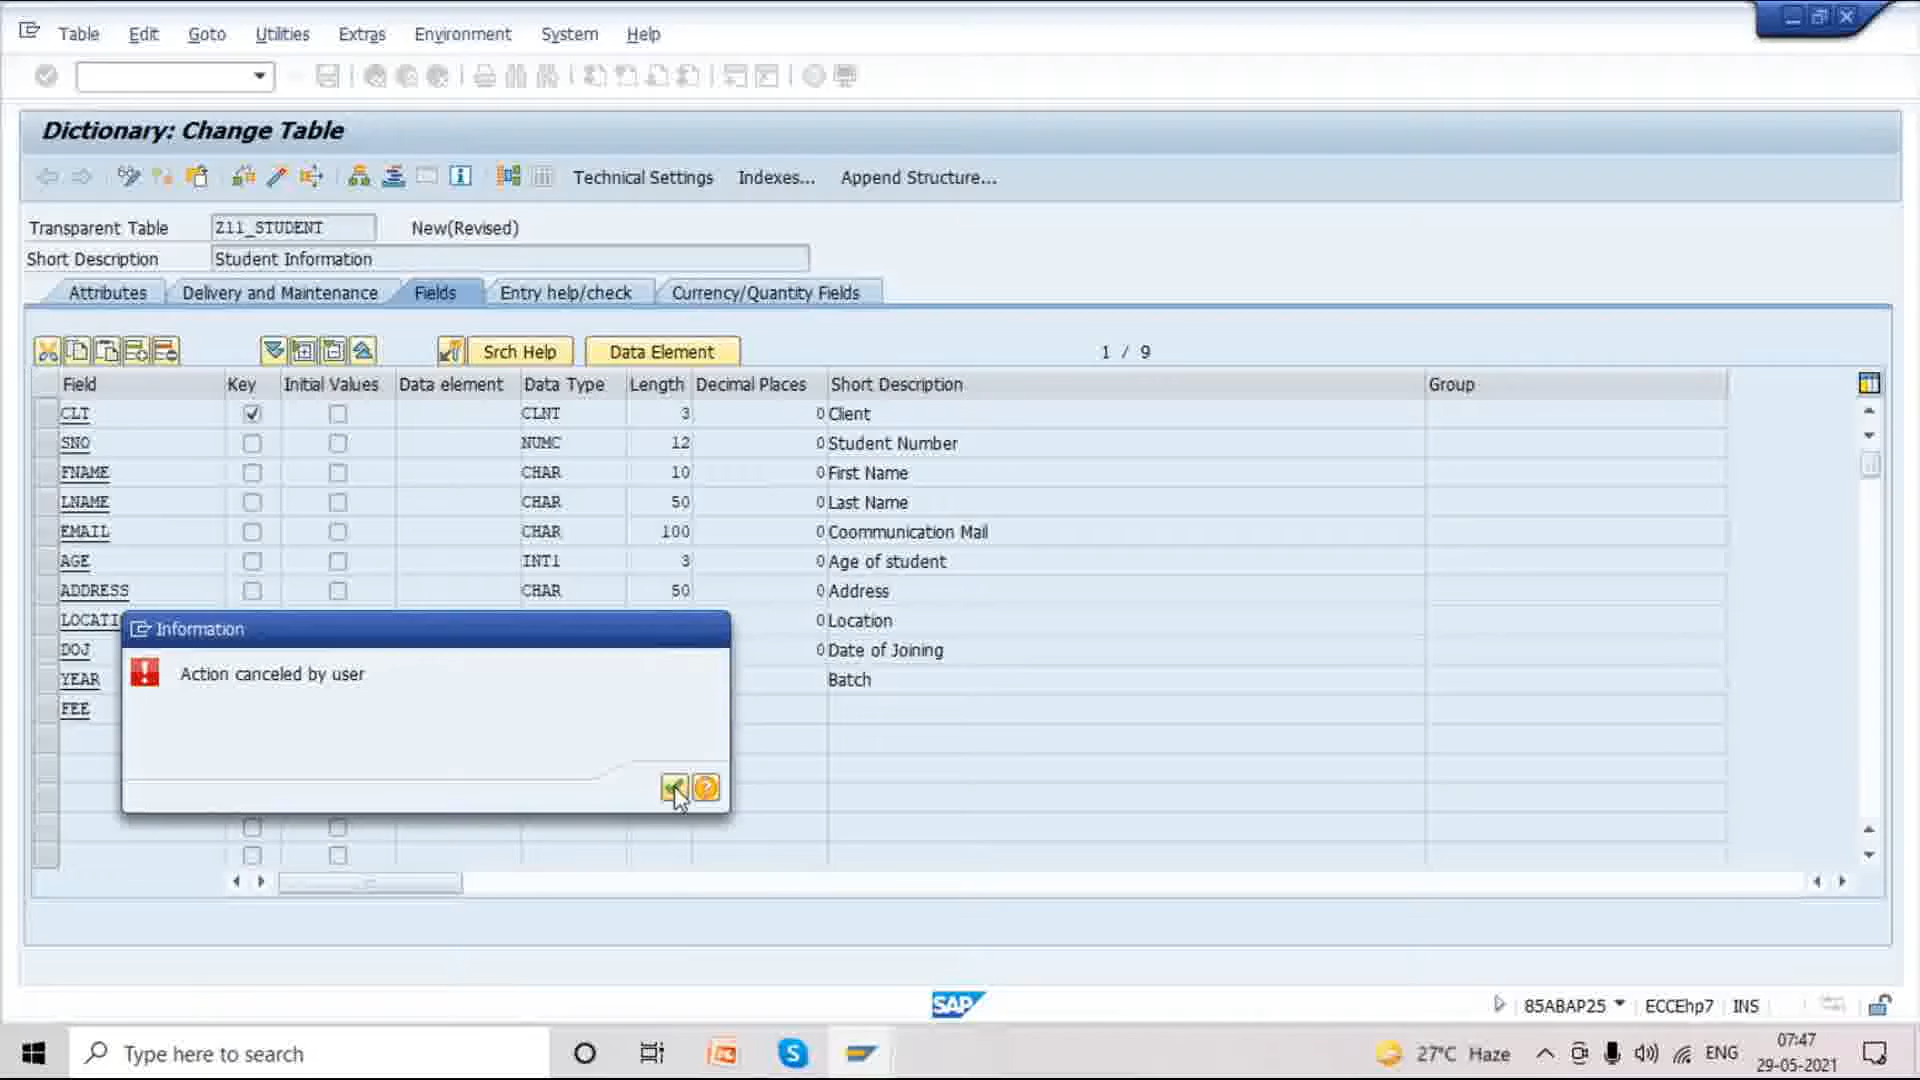 Table Edit Goto Utilities Extras Environment System Help
Dictionary: Change Table
Technical Settings Indexes... Append Structure...
Transparent Table Z11_STUDENT New(Revised)
Short Description Student Information
Attributes Delivery and Maintenance Fields Entry help/check Currency/Quantity Fields
Srch Help Data Element 1 / 9
Field Key Initial Values Data element Data Type Length Decimal Places Short Description Group
CLT CLNT 3 0 Client
SNO NUMC 12 0 Student Number
FNAME CHAR 10 0 First Name
LNAME CHAR 50 0 Last Name
EMAIL CHAR 100 0 Coommunication Mail
AGE INT1 3 0 Age of student
ADDRESS CHAR 50 0 Address
LOCATI 0 Location
Information
DOJ 0 Date of Joining
Action canceled by user
YEAR Batch
FEE
SAP 85ABAP25 ECCEhp7 INS
Type here to search 27°C Haze ENG 07:47
29-05-2021